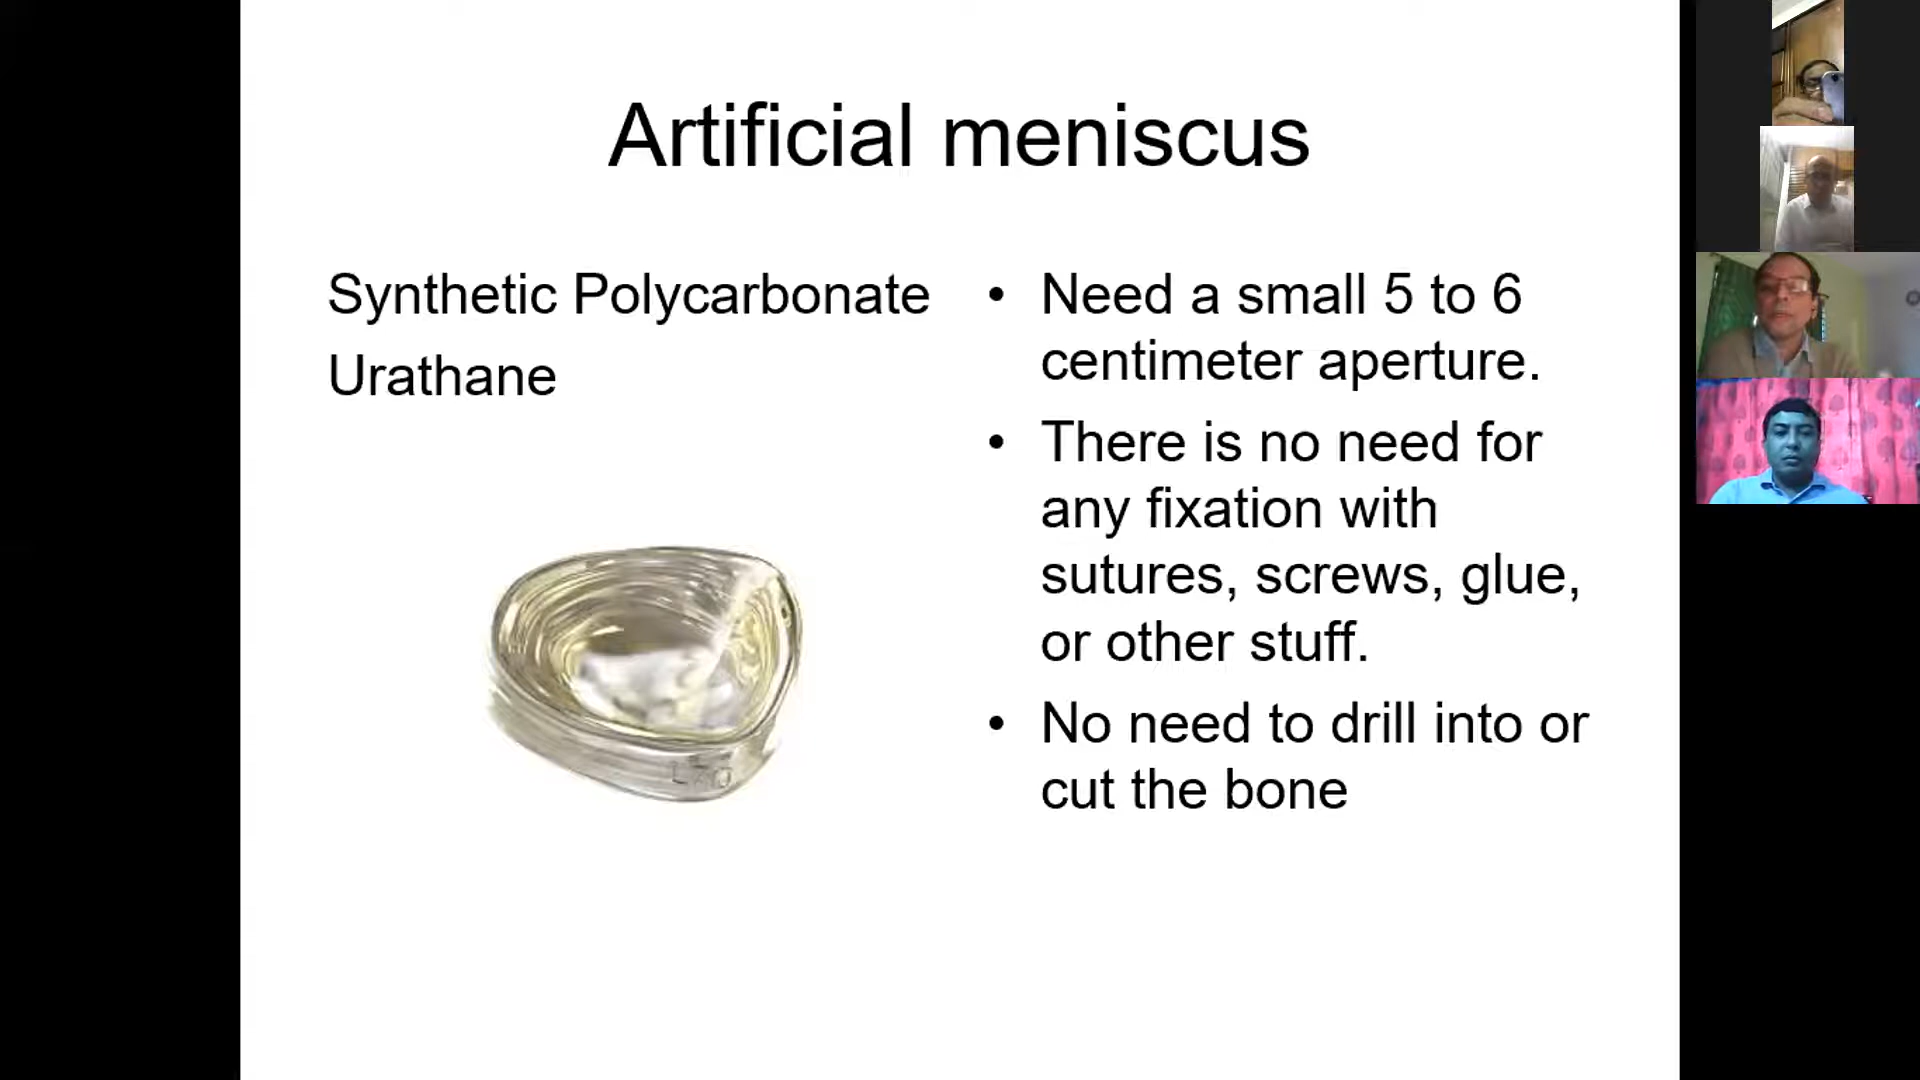 Artificial meniscus
Synthetic Polycarbonate
Urathane
• Need a small 5 to 6
centimeter aperture.
• There is no need for
any fixation with
sutures, screws, glue,
or other stuff.
• No need to drill into or
cut the bone